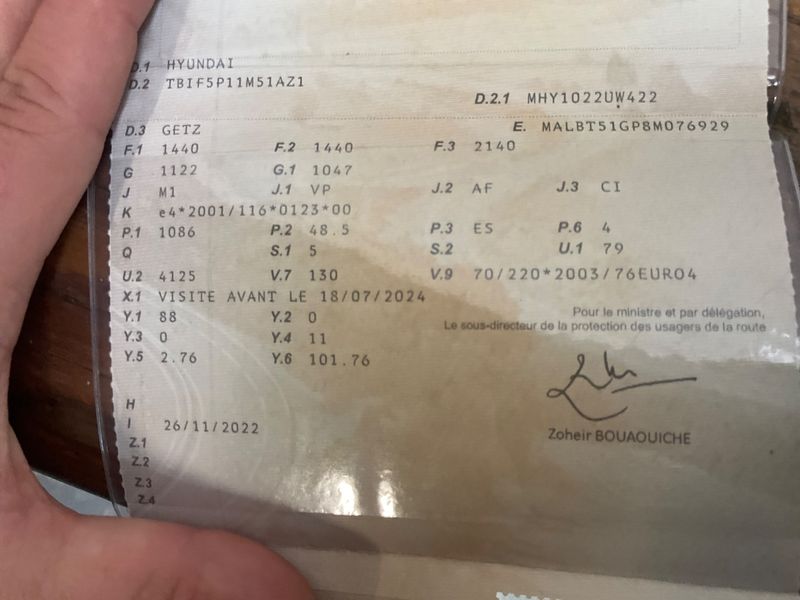 D.1 HYUNDAI
D.2 TBIF5P11M51AZ1
D.2.1 MHY1022UW422
D.3 GETZ E. MALBT51GP8M076929
F.1 1440 F.2 1440 F.3 2140
G 1122 G.1 1047
J M1 J.1 VP J.2 AF J.3 CI
K e4*2001/116*0123*00
P.1 1086 P.2 48.5 P.3 ES P.6 4
Q S.1 5 S.2 U.1 79
U.2 4125 V.7 130 V.9 70/220*2003/76EURO4
X.1 VISITE AVANT LE 18/07/2024
Y.1 88 Y.2 0
Y.3 0 Y.4 11
Y.5 2.76 Y.6 101.76
Pour le ministre et par délégation,
Le sous-directeur de la protection des usagers de la route
Zoheir BOUAOUICHE
H
I 26/11/2022
Z.1
Z.2
Z.3
Z.4